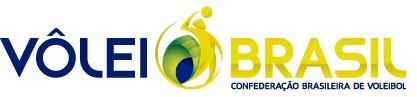 VÔLEI BRASIL
CONFEDERAÇÃO BRASILEIRA DE VOLEIBOL